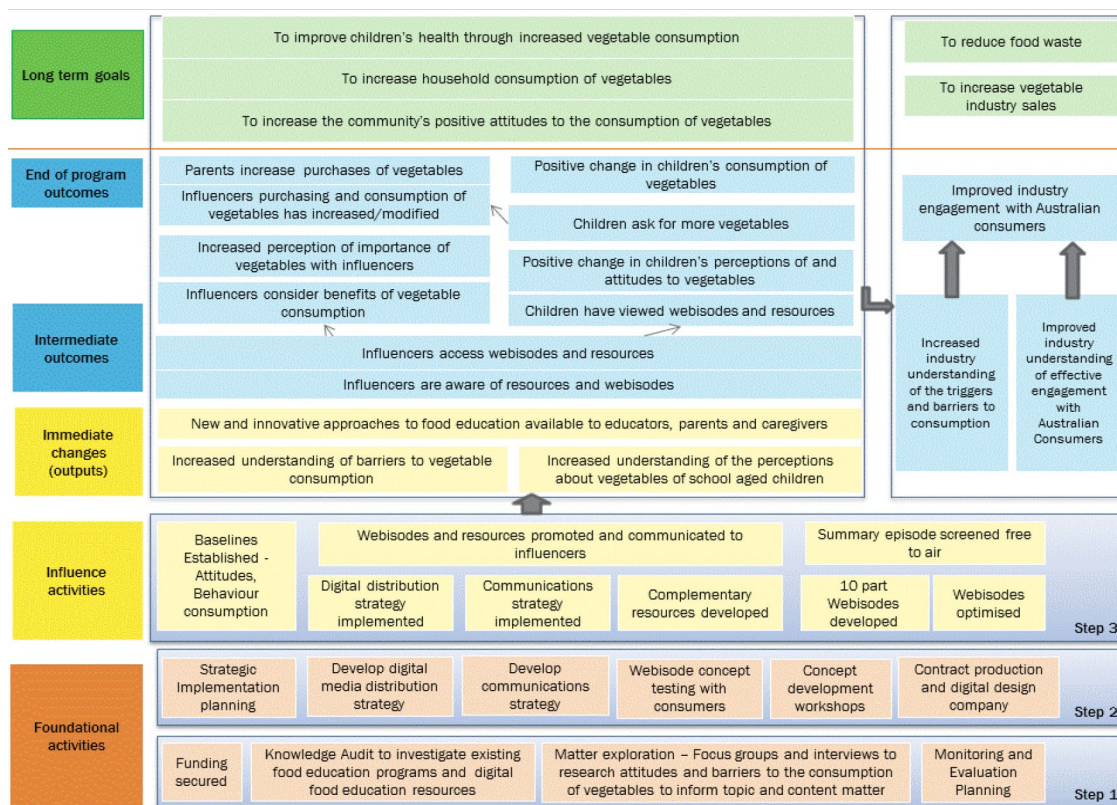 Long term goals
To improve children's health through increased vegetable consumption
To increase household consumption of vegetables
To increase the community's positive attitudes to the consumption of vegetables
To reduce food waste
To increase vegetable
industry sales
End of program
outcomes
Parents increase purchases of vegetables
Influencers purchasing and consumption
of vegetables has increased/modified
Increased perception of importance of
vegetables with influencers
Influencers consider benefits of vegetable
consumption
Positive change in children's consumption of
vegetables
Children ask for more vegetables
Positive change in children's perceptions of and
attitudes to vegetables
Children have viewed webisodes and resources
Improved industry
engagement with Australian
consumers
Intermediate
outcomes
Influencers access webisodes and resources
Influencers are aware of resources and webisodes
Increased
industry
understanding
of the triggers
and barriers to
consumption
Improved
industry
understanding
of effective
engagement
with
Australian
Consumers
Immediate
changes
(outputs)
New and innovative approaches to food education available to educators, parents and caregivers
Increased understanding of barriers to vegetable
consumption
Increased understanding of the perceptions
about vegetables of school aged children
Influence
activities
Baselines
Established -
Attitudes,
Behaviour
consumption
Webisodes and resources promoted and communicated to
influencers
Summary episode screened free
to air
Digital distribution
strategy
implemented
Communications
strategy
implemented
Complementary
resources developed
10 part
Webisodes
developed
Webisodes
optimised
Step 3
Foundational
activities
Strategic
Implementation
planning
Develop digital
media distribution
strategy
Develop
communications
strategy
Webisode concept
testing with
consumers
Concept
development
workshops
Contract production
and digital design
company
Step 2
Funding
secured
Knowledge Audit to investigate existing
food education programs and digital
food education resources
Matter exploration – Focus groups and interviews to
research attitudes and barriers to the consumption
of vegetables to inform topic and content matter
Monitoring and
Evaluation
Planning
Step 1